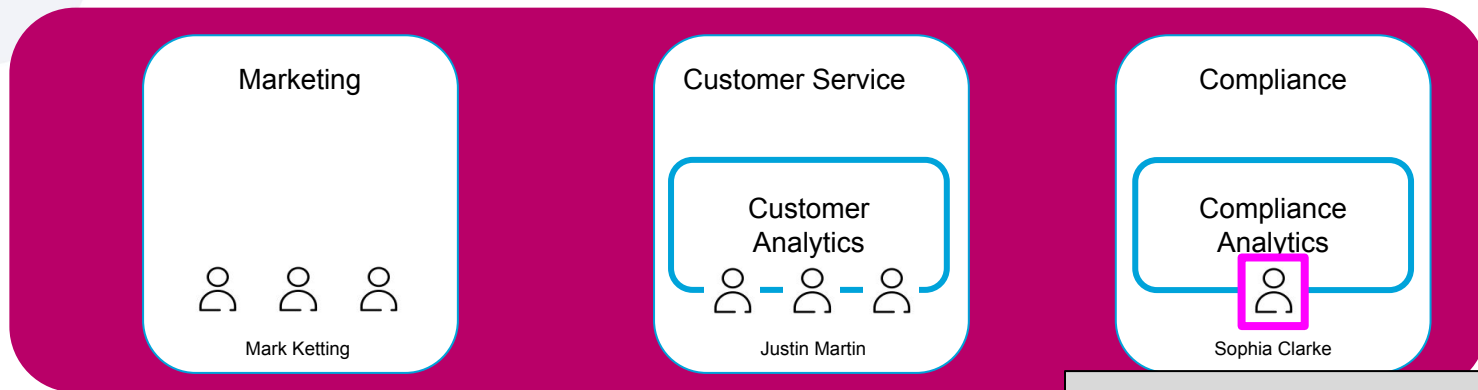 Marketing
Mark Ketting
Customer Service
Customer
Analytics
Justin Martin
Compliance
Compliance
Analytics
Sophia Clarke